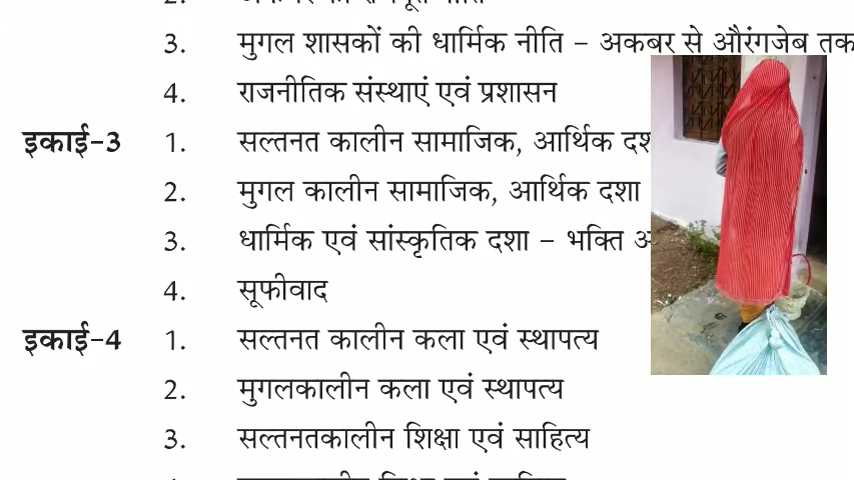 3. मुगल शासकों की धार्मिक नीति – अकबर से औरंगजेब तक
4. राजनीतिक संस्थाएं एवं प्रशासन
इकाई-3 1. सल्तनत कालीन सामाजिक, आर्थिक
2. मुगल कालीन सामाजिक, आर्थिक दशा
3. धार्मिक एवं सांस्कृतिक दशा – भक्ति
4. सूफीवाद
इकाई-4 1. सल्तनत कालीन कला एवं स्थापत्य
2. मुगलकालीन कला एवं स्थापत्य
3. सल्तनतकालीन शिक्षा एवं साहित्य